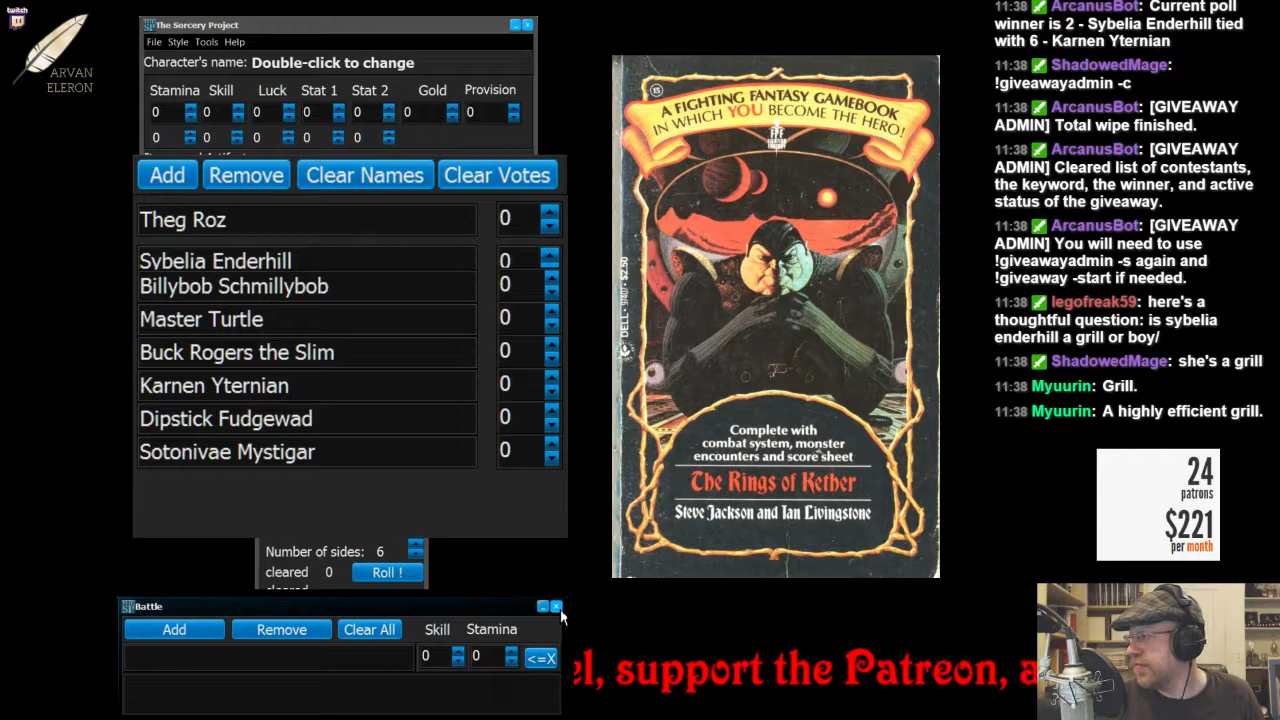 twitch
ARVAN
ELERON
The Sorcery Project
File Style Tools Help
Character's name: Double-click to change
Stamina Skill Luck Stat 1 Stat 2 Gold Provision
0 0 0 0 0 0 0
0 0 0 0 0
Add Remove Clear Names Clear Votes
Theg Roz 0
Sybelia Enderhill 0
Billybob Schmillybob 0
Master Turtle 0
Buck Rogers the Slim 0
Karnen Yternian 0
Dipstick Fudgewad 0
Sotonivae Mystigar 0
Number of sides: 6
cleared 0 Roll !
Battle
Add Remove Clear All Skill Stamina
0 0 <=X
15
A FIGHTING FANTASY GAMEBOOK
IN WHICH YOU BECOME THE HERO!
DELL • 97407 • $2.50
Complete with
combat system, monster
encounters and score sheet
The Rings of Kether
Steve Jackson and Ian Livingstone
11:38 ArcanusBot: Current poll
winner is 2 - Sybelia Enderhill tied
with 6 - Karnen Yternian
11:38 ShadowedMage:
!giveawayadmin -c
11:38 ArcanusBot: [GIVEAWAY
ADMIN] Total wipe finished.
11:38 ArcanusBot: [GIVEAWAY
ADMIN] Cleared list of contestants,
the keyword, the winner, and active
status of the giveaway.
11:38 ArcanusBot: [GIVEAWAY
ADMIN] You will need to use
!giveawayadmin -s again and
!giveaway -start if needed.
11:38 legofreak59: here's a
thoughtful question: is sybelia
enderhill a grill or boy/
11:38 ShadowedMage: she's a grill
11:38 Myuurin: Grill.
11:38 Myuurin: A highly efficient grill.
24
patrons
$221
per month
el, support the Patreon, a